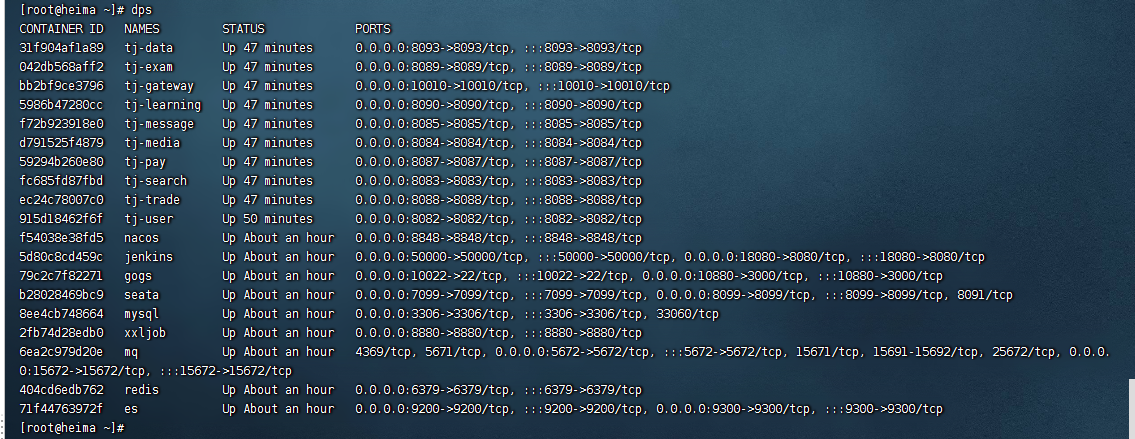 [root@heima ~]# dps
CONTAINER ID   NAMES         STATUS              PORTS
31f904af1a89   tj-data       Up 47 minutes       0.0.0.0:8093->8093/tcp, :::8093->8093/tcp
042db568aff2   tj-exam       Up 47 minutes       0.0.0.0:8089->8089/tcp, :::8089->8089/tcp
bb2bf9ce3796   tj-gateway    Up 47 minutes       0.0.0.0:10010->10010/tcp, :::10010->10010/tcp
5986b47280cc   tj-learning   Up 47 minutes       0.0.0.0:8090->8090/tcp, :::8090->8090/tcp
f72b923918e0   tj-message    Up 47 minutes       0.0.0.0:8085->8085/tcp, :::8085->8085/tcp
d791525f4879   tj-media      Up 47 minutes       0.0.0.0:8084->8084/tcp, :::8084->8084/tcp
59294b260e80   tj-pay        Up 47 minutes       0.0.0.0:8087->8087/tcp, :::8087->8087/tcp
fc685fd87fbd   tj-search     Up 47 minutes       0.0.0.0:8083->8083/tcp, :::8083->8083/tcp
ec24c78007c0   tj-trade      Up 47 minutes       0.0.0.0:8088->8088/tcp, :::8088->8088/tcp
915d18462f6f   tj-user       Up 50 minutes       0.0.0.0:8082->8082/tcp, :::8082->8082/tcp
f54038e38fd5   nacos         Up About an hour    0.0.0.0:8848->8848/tcp, :::8848->8848/tcp
5d80c8cd459c   jenkins       Up About an hour    0.0.0.0:50000->50000/tcp, :::50000->50000/tcp, 0.0.0.0:18080->8080/tcp, :::18080->8080/tcp
79c2c7f82271   gogs          Up About an hour    0.0.0.0:10022->22/tcp, :::10022->22/tcp, 0.0.0.0:10880->3000/tcp, :::10880->3000/tcp
b28028469bc9   seata         Up About an hour    0.0.0.0:7099->7099/tcp, :::7099->7099/tcp, 0.0.0.0:8099->8099/tcp, :::8099->8099/tcp, 8091/tcp
8ee4cb748664   mysql         Up About an hour    0.0.0.0:3306->3306/tcp, :::3306->3306/tcp, 33060/tcp
2fb74d28edb0   xxljob        Up About an hour    0.0.0.0:8880->8880/tcp, :::8880->8880/tcp
6ea2c979d20e   mq            Up About an hour    4369/tcp, 5671/tcp, 0.0.0.0:5672->5672/tcp, :::5672->5672/tcp, 15671/tcp, 15691-15692/tcp, 25672/tcp, 0.0.0.
0:15672->15672/tcp, :::15672->15672/tcp
404cd6edb762   redis         Up About an hour    0.0.0.0:6379->6379/tcp, :::6379->6379/tcp
71f44763972f   es            Up About an hour    0.0.0.0:9200->9200/tcp, :::9200->9200/tcp, 0.0.0.0:9300->9300/tcp, :::9300->9300/tcp
[root@heima ~]#